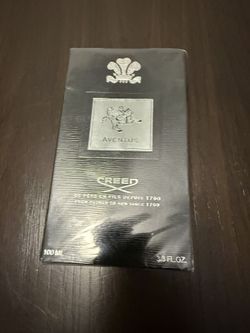 AVENTUS
CREED
DE PÈRE EN FILS DEPUIS 1760
FROM FATHER TO SON SINCE 1760
100 ML
3.3 FL.OZ.